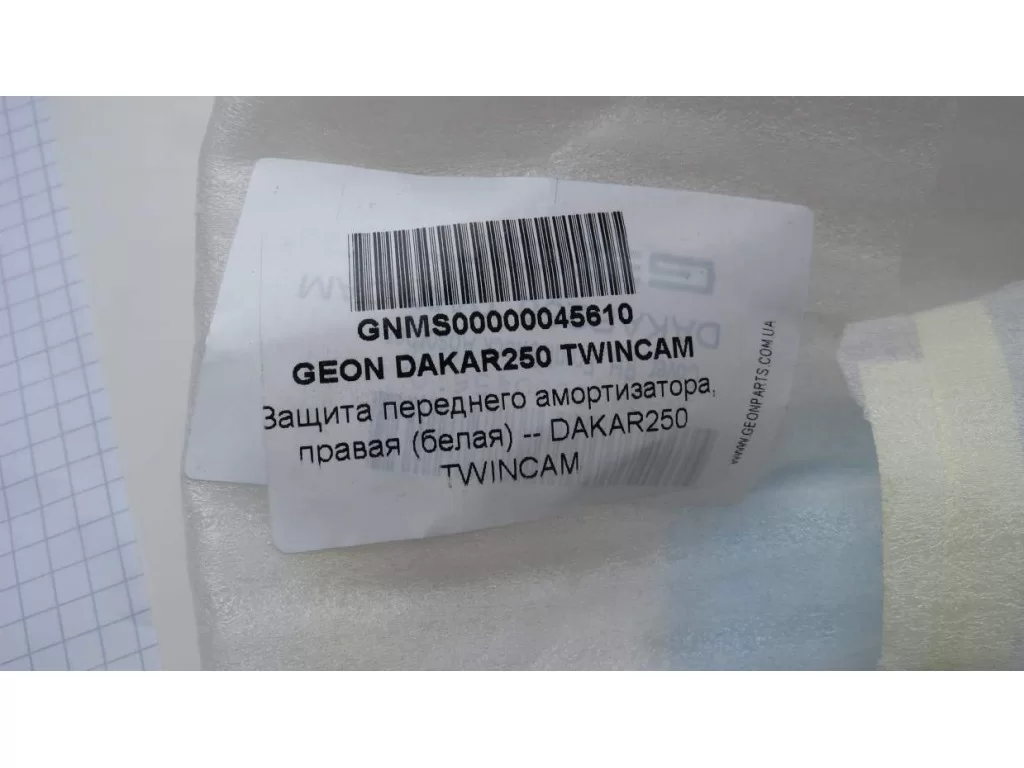 GNMS00000045610
GEON DAKAR250 TWINCAM
Защита переднего амортизатора,
правая (белая) -- DAKAR250
TWINCAM
WWW.GEONPARTS.COM.UA